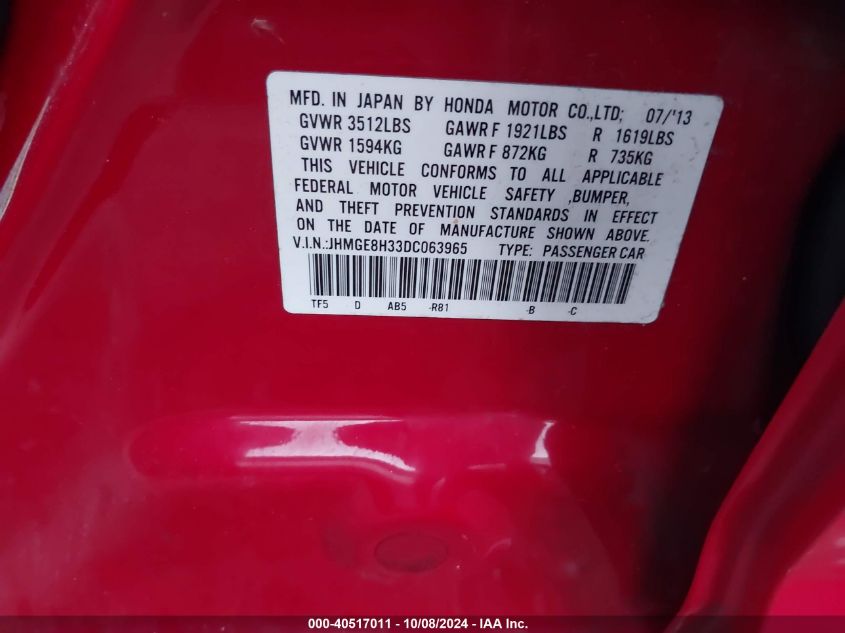 MFD. IN JAPAN BY HONDA MOTOR CO.,LTD; 07/'13
GVWR 3512LBS GAWR F 1921LBS R 1619LBS
GVWR 1594KG GAWR F 872KG R 735KG
THIS VEHICLE CONFORMS TO ALL APPLICABLE
FEDERAL MOTOR VEHICLE SAFETY ,BUMPER,
AND THEFT PREVENTION STANDARDS IN EFFECT
ON THE DATE OF MANUFACTURE SHOWN ABOVE.
V.I.N.:JHMGE8H33DC063965 TYPE: PASSENGER CAR
TF5 D AB5 -R81 -B -C
000-40517011 - 10/08/2024 - IAA Inc.